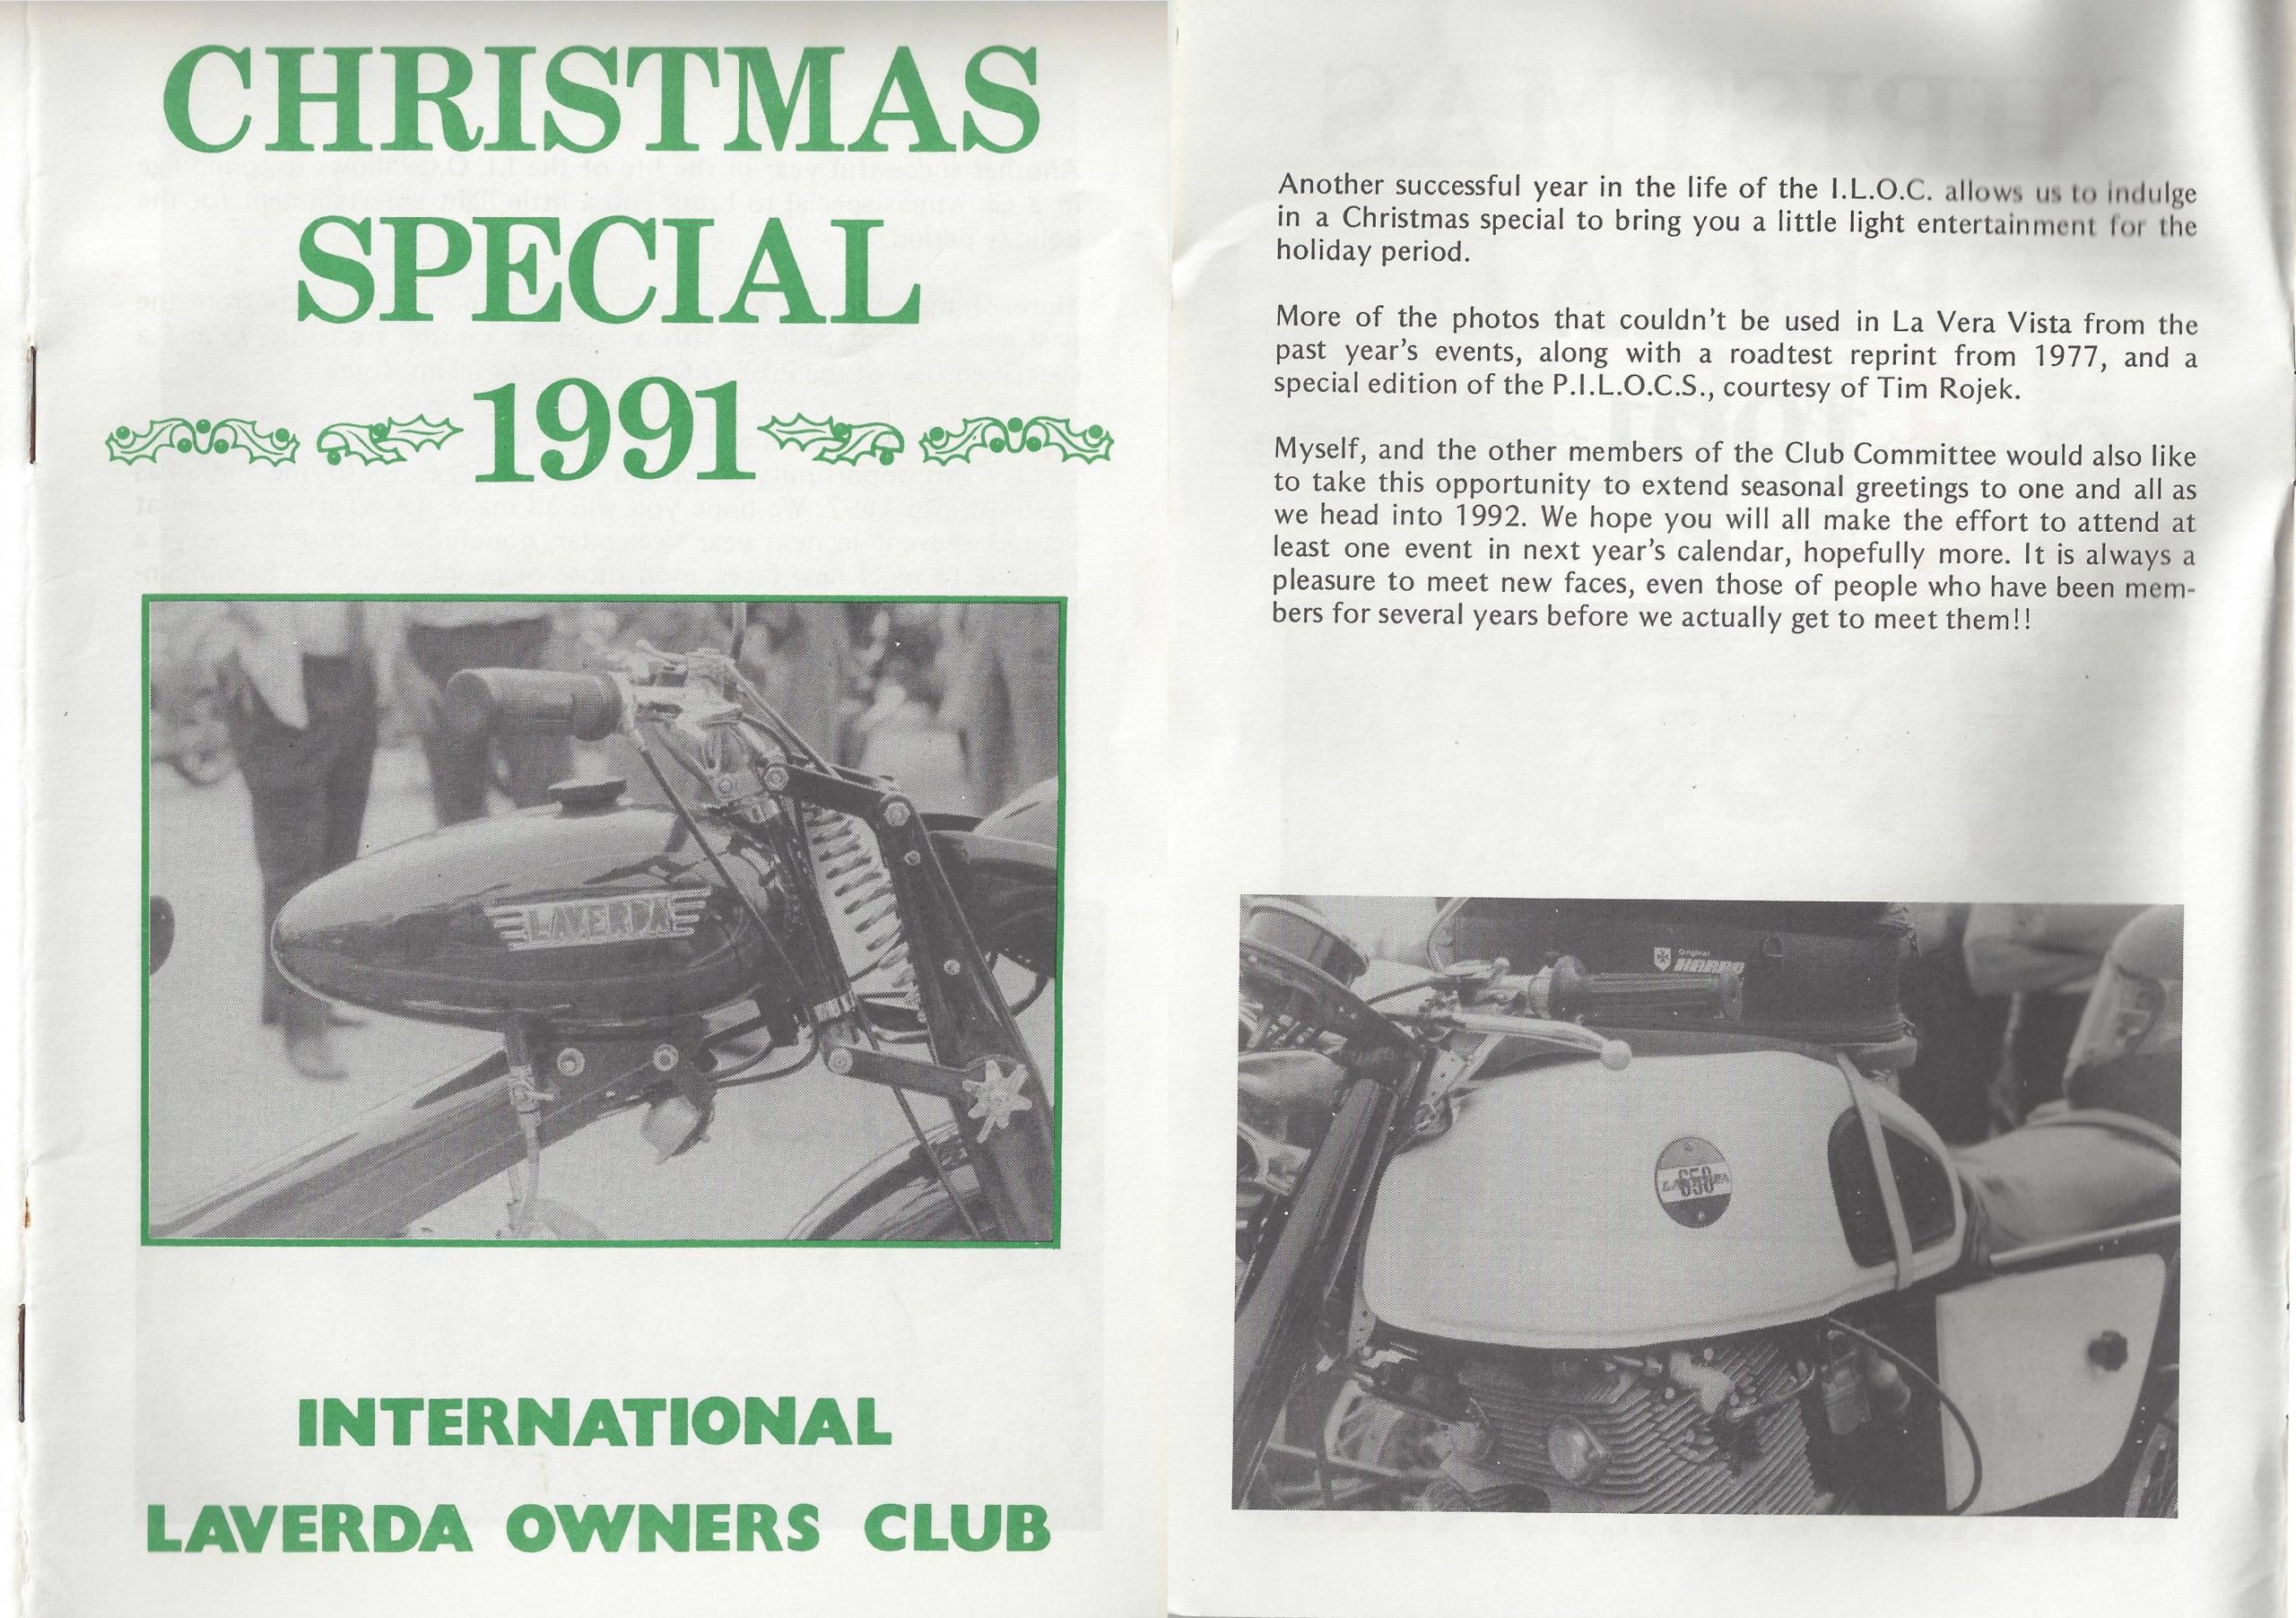 CHRISTMAS
SPECIAL
1991
LAVERDA
INTERNATIONAL
LAVERDA OWNERS CLUB
Another successful year in the life of the I.L.O.C. allows us to indulge
in a Christmas special to bring you a little light entertainment for the
holiday period.
More of the photos that couldn't be used in La Vera Vista from the
past year's events, along with a roadtest reprint from 1977, and a
special edition of the P.I.L.O.C.S., courtesy of Tim Rojek.
Myself, and the other members of the Club Committee would also like
to take this opportunity to extend seasonal greetings to one and all as
we head into 1992. We hope you will all make the effort to attend at
least one event in next year's calendar, hopefully more. It is always a
pleasure to meet new faces, even those of people who have been mem-
bers for several years before we actually get to meet them!!
Original
650